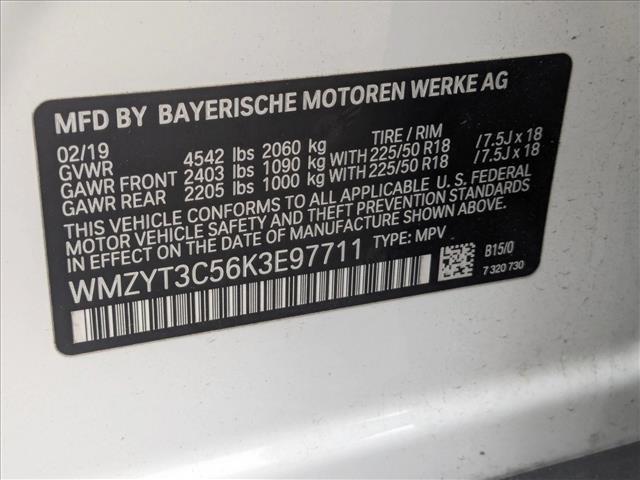 MFD BY BAYERISCHE MOTOREN WERKE AG
02/19 TIRE / RIM
GVWR 4542 lbs 2060 kg
GAWR FRONT 2403 lbs 1090 kg WITH 225/50 R18 /7.5J x 18
GAWR REAR 2205 lbs 1000 kg WITH 225/50 R18 /7.5J x 18
THIS VEHICLE CONFORMS TO ALL APPLICABLE U. S. FEDERAL
MOTOR VEHICLE SAFETY AND THEFT PREVENTION STANDARDS
IN EFFECT ON THE DATE OF MANUFACTURE SHOWN ABOVE.
WMZYT3C56K3E97711 TYPE: MPV
B15/0
7 320 730